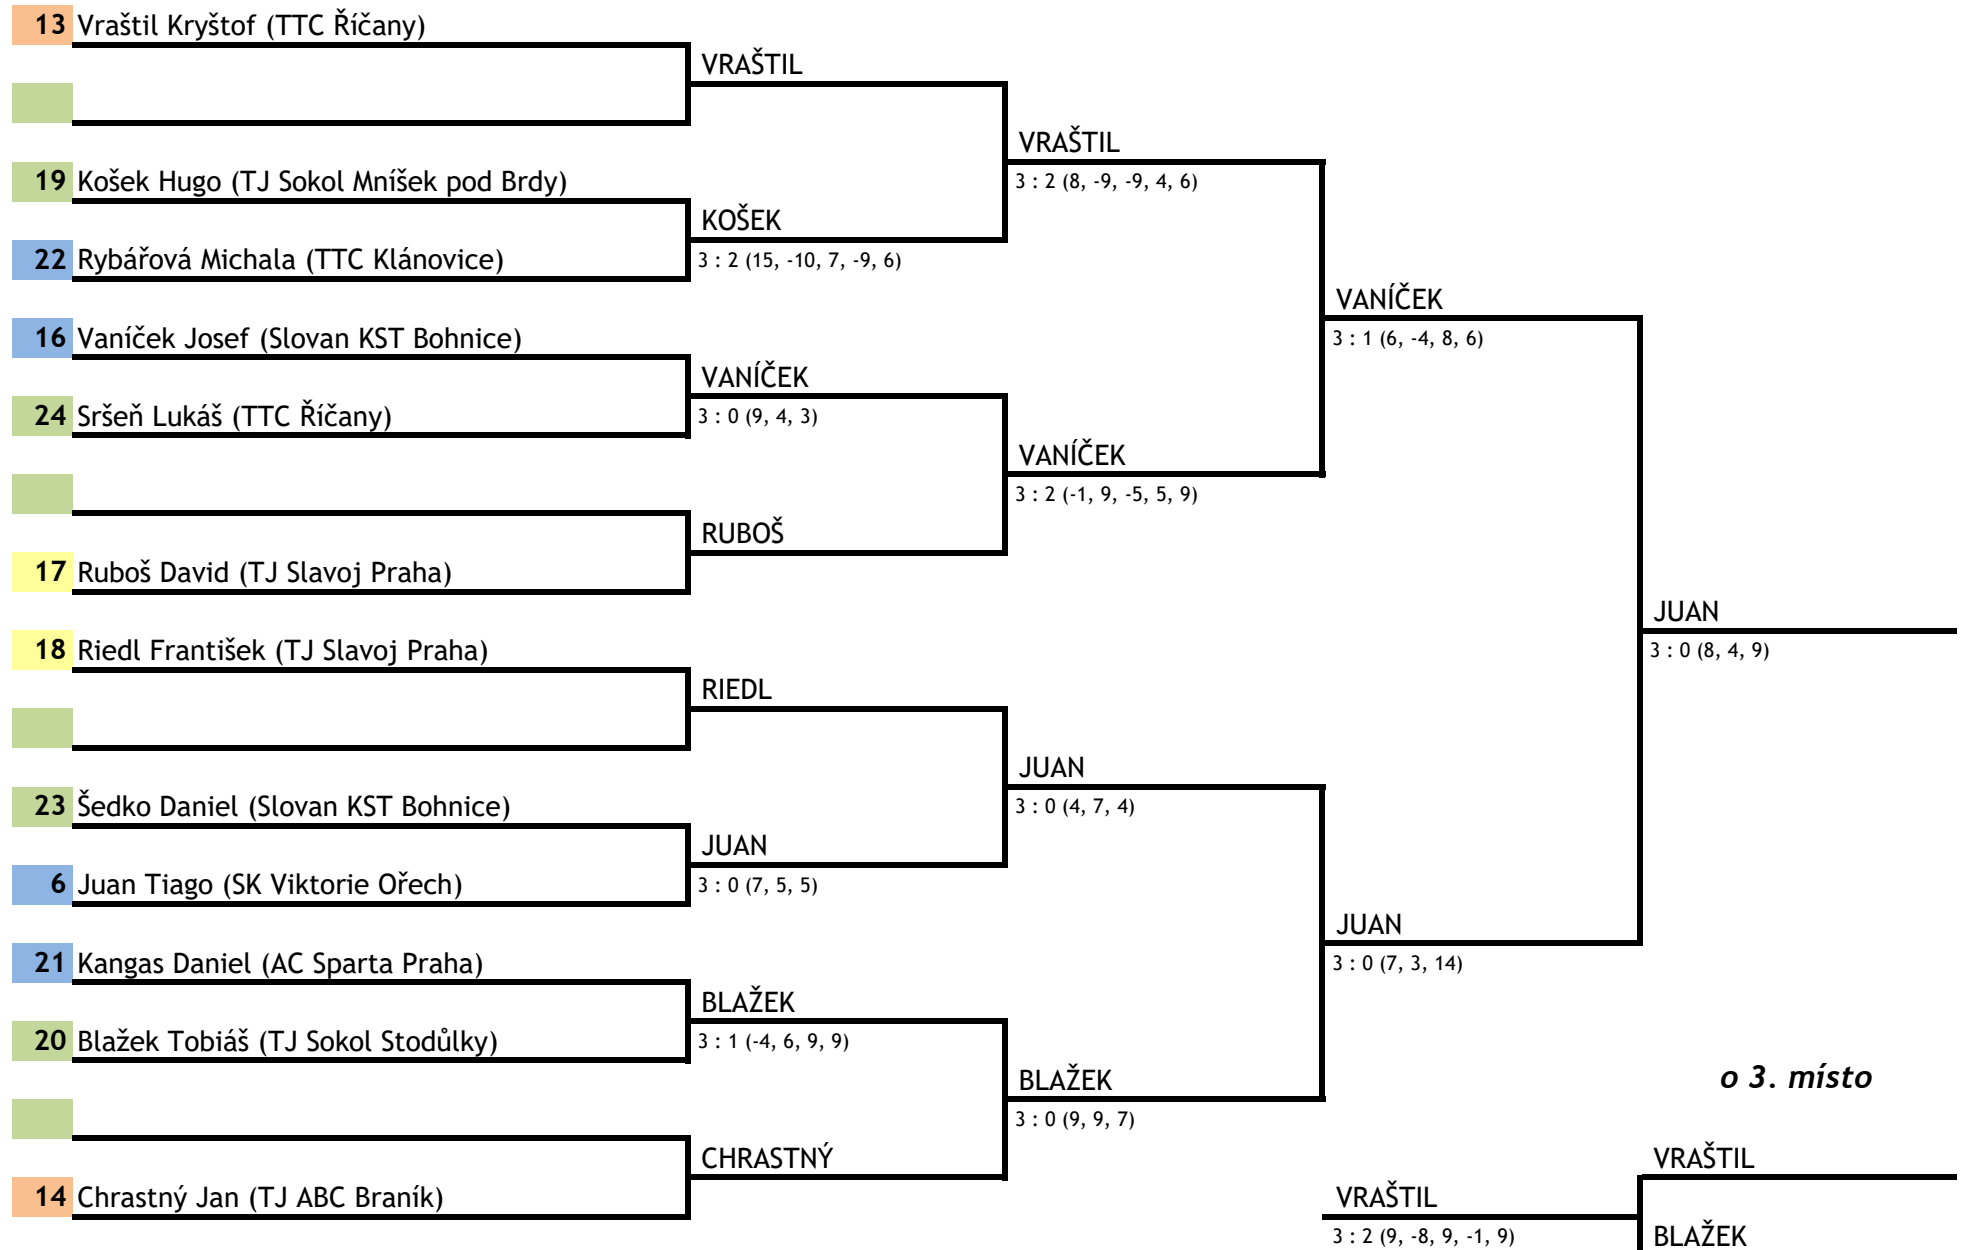 13 Vraštil Kryštof (TTC Říčany)
VRAŠTIL
VRAŠTIL
3 : 2 (8, -9, -9, 4, 6)
19 Košek Hugo (TJ Sokol Mníšek pod Brdy)
KOŠEK
3 : 2 (15, -10, 7, -9, 6)
22 Rybářová Michala (TTC Klánovice)
VANÍČEK
3 : 1 (6, -4, 8, 6)
16 Vaníček Josef (Slovan KST Bohnice)
VANÍČEK
3 : 0 (9, 4, 3)
24 Sršeň Lukáš (TTC Říčany)
VANÍČEK
3 : 2 (-1, 9, -5, 5, 9)
RUBOŠ
17 Ruboš David (TJ Slavoj Praha)
JUAN
3 : 0 (8, 4, 9)
18 Riedl František (TJ Slavoj Praha)
RIEDL
JUAN
3 : 0 (4, 7, 4)
23 Šedko Daniel (Slovan KST Bohnice)
JUAN
3 : 0 (7, 5, 5)
6 Juan Tiago (SK Viktorie Ořech)
JUAN
3 : 0 (7, 3, 14)
21 Kangas Daniel (AC Sparta Praha)
BLAŽEK
3 : 1 (-4, 6, 9, 9)
20 Blažek Tobiáš (TJ Sokol Stodůlky)
BLAŽEK
3 : 0 (9, 9, 7)
o 3. místo
CHRASTNÝ
14 Chrastný Jan (TJ ABC Braník)
VRAŠTIL
VRAŠTIL
3 : 2 (9, -8, 9, -1, 9)
BLAŽEK